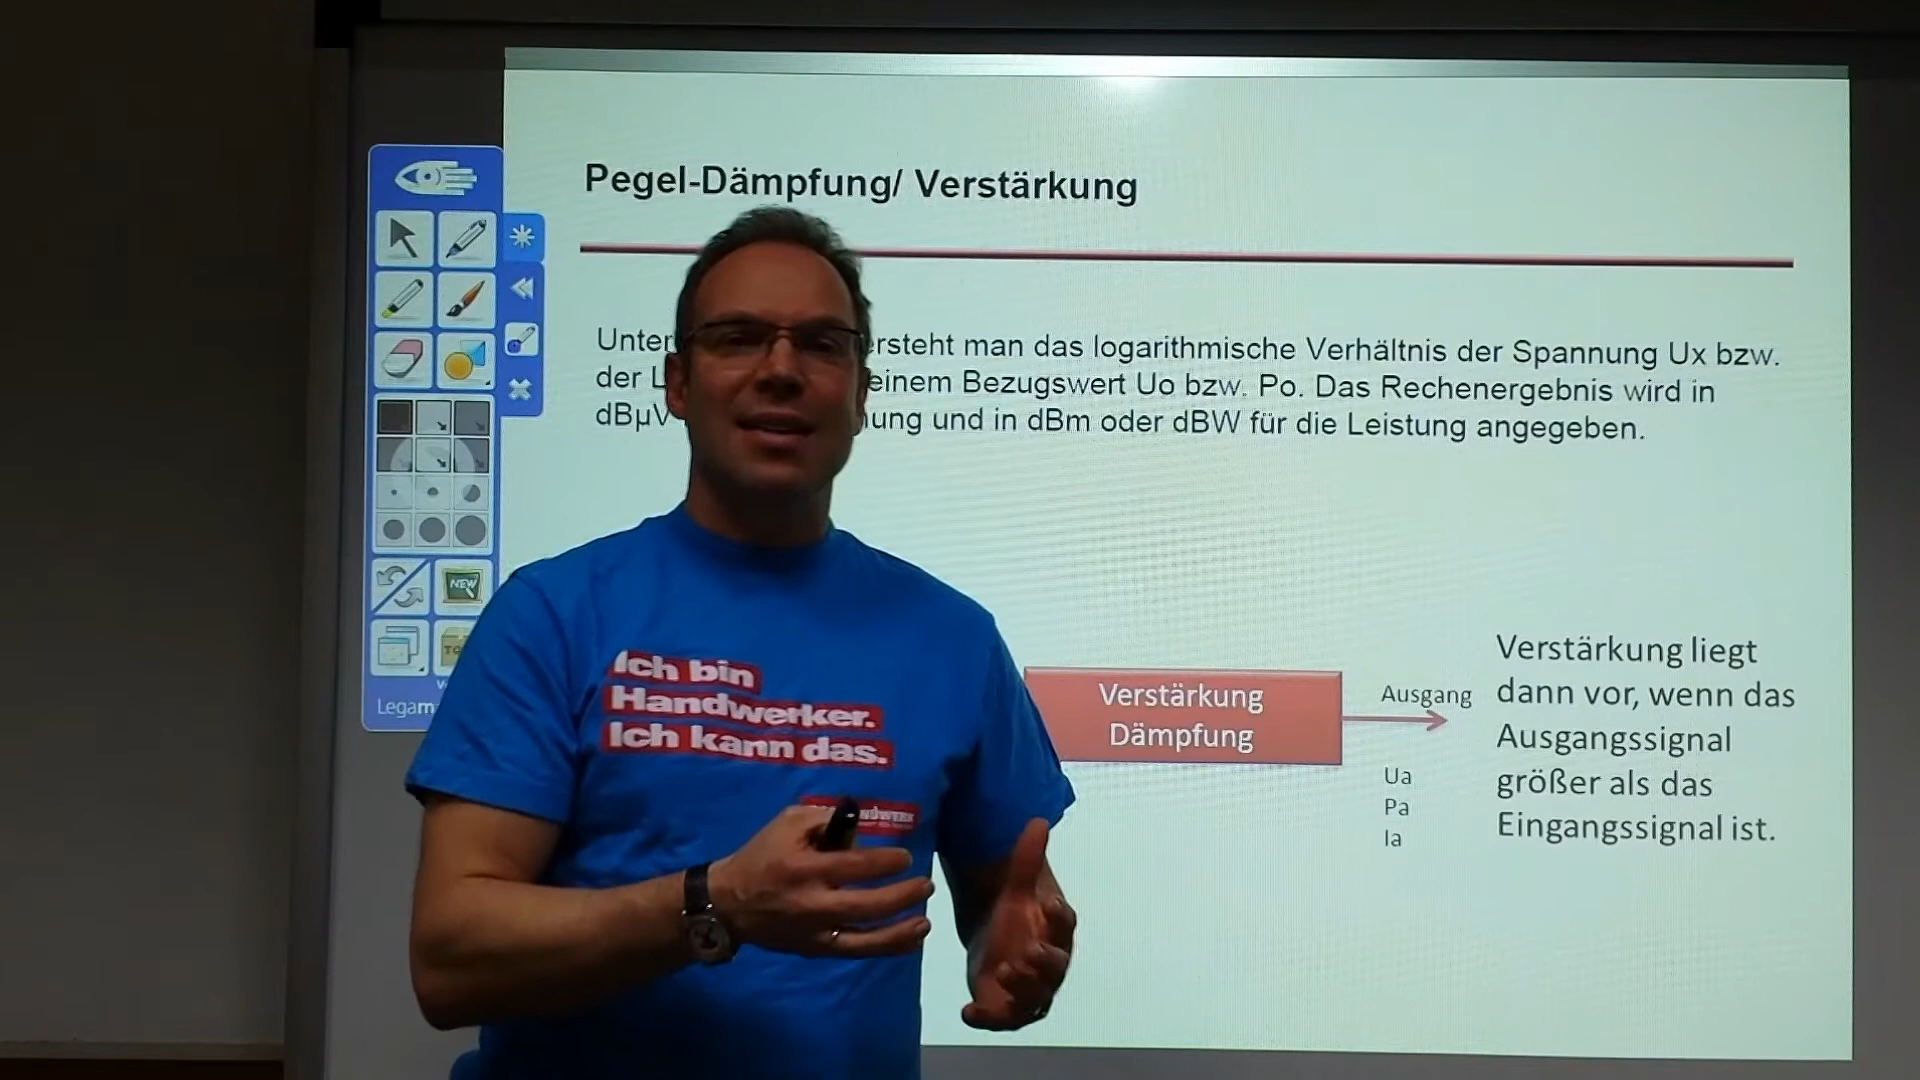 Pegel-Dämpfung/ Verstärkung
Unter ersteht man das logarithmische Verhältnis der Spannung Ux bzw.
der L einem Bezugswert Uo bzw. Po. Das Rechenergebnis wird in
dBµV nung und in dBm oder dBW für die Leistung angegeben.
NEW
Legam
Ich bin
Handwerker.
Ich kann das.
Verstärkung
Dämpfung
Ausgang
Ua
Pa
Ia
Verstärkung liegt
dann vor, wenn das
Ausgangssignal
größer als das
Eingangssignal ist.